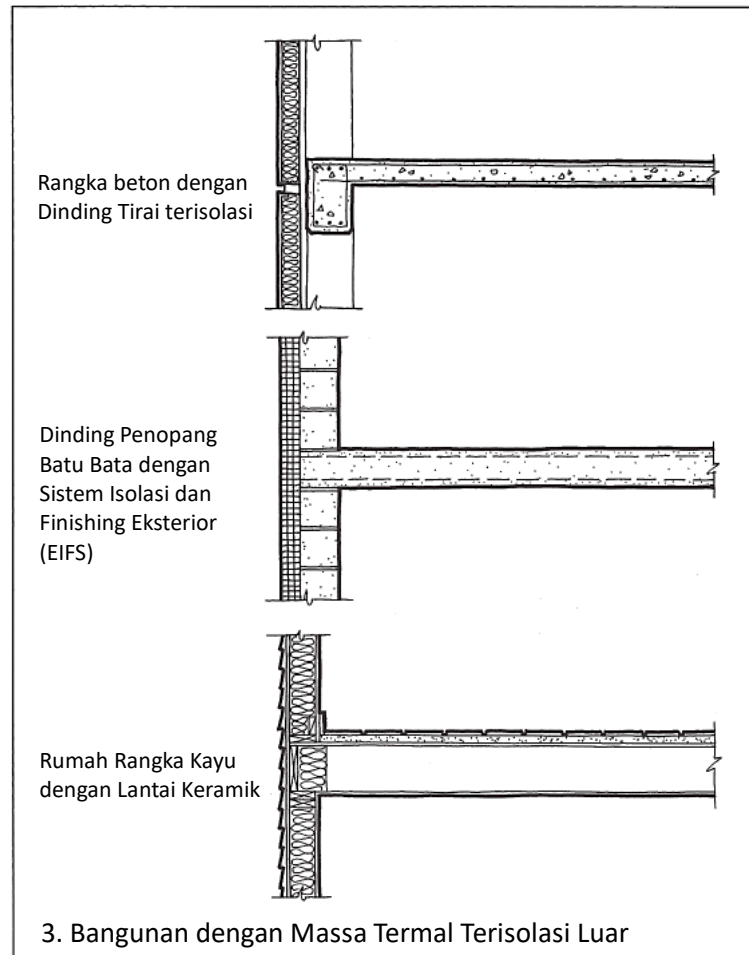 Rangka beton dengan
Dinding Tirai terisolasi
Dinding Penopang
Batu Bata dengan
Sistem Isolasi dan
Finishing Eksterior
(EIFS)
Rumah Rangka Kayu
dengan Lantai Keramik
3. Bangunan dengan Massa Termal Terisolasi Luar